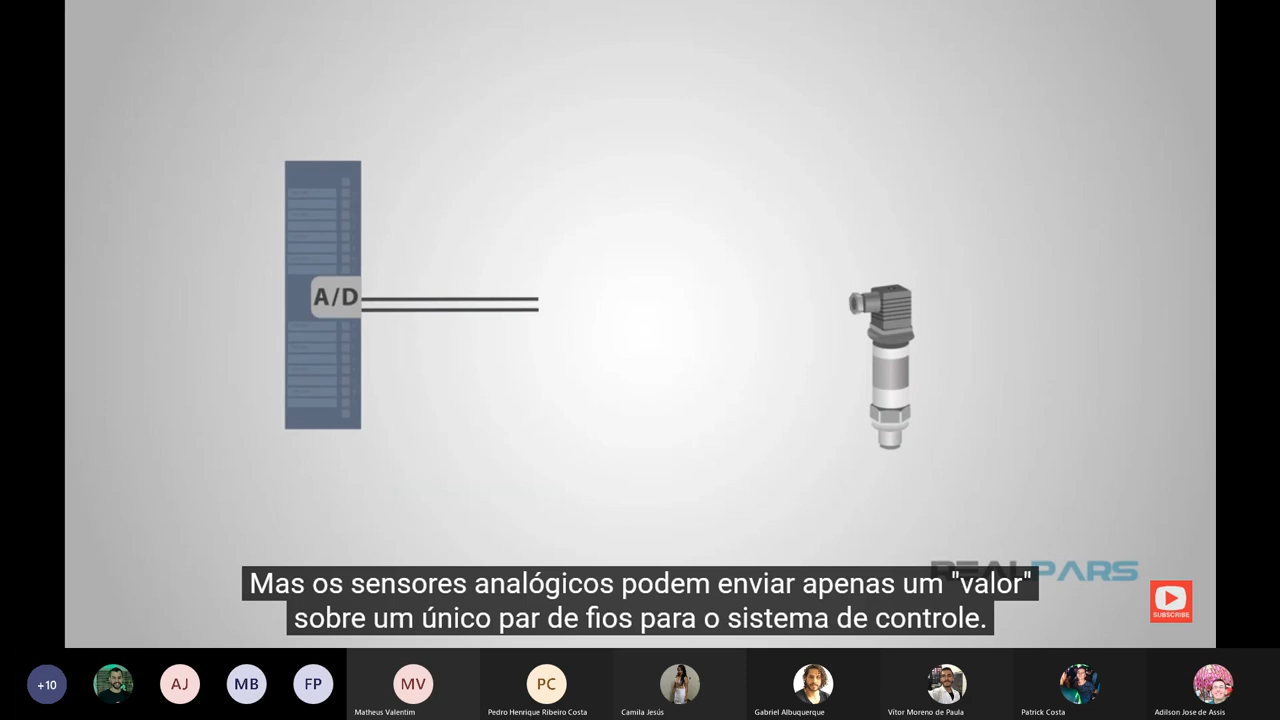 A/D
REALPARS
Mas os sensores analógicos podem enviar apenas um "valor"
sobre um único par de fios para o sistema de controle.
SUBSCRIBE
+10
AJ
MB
FP
MV
PC
Matheus Valentim
Pedro Henrique Ribeiro Costa
Camila Jesús
Gabriel Albuquerque
Vítor Moreno de Paula
Patrick Costa
Adilson Jose de Assis